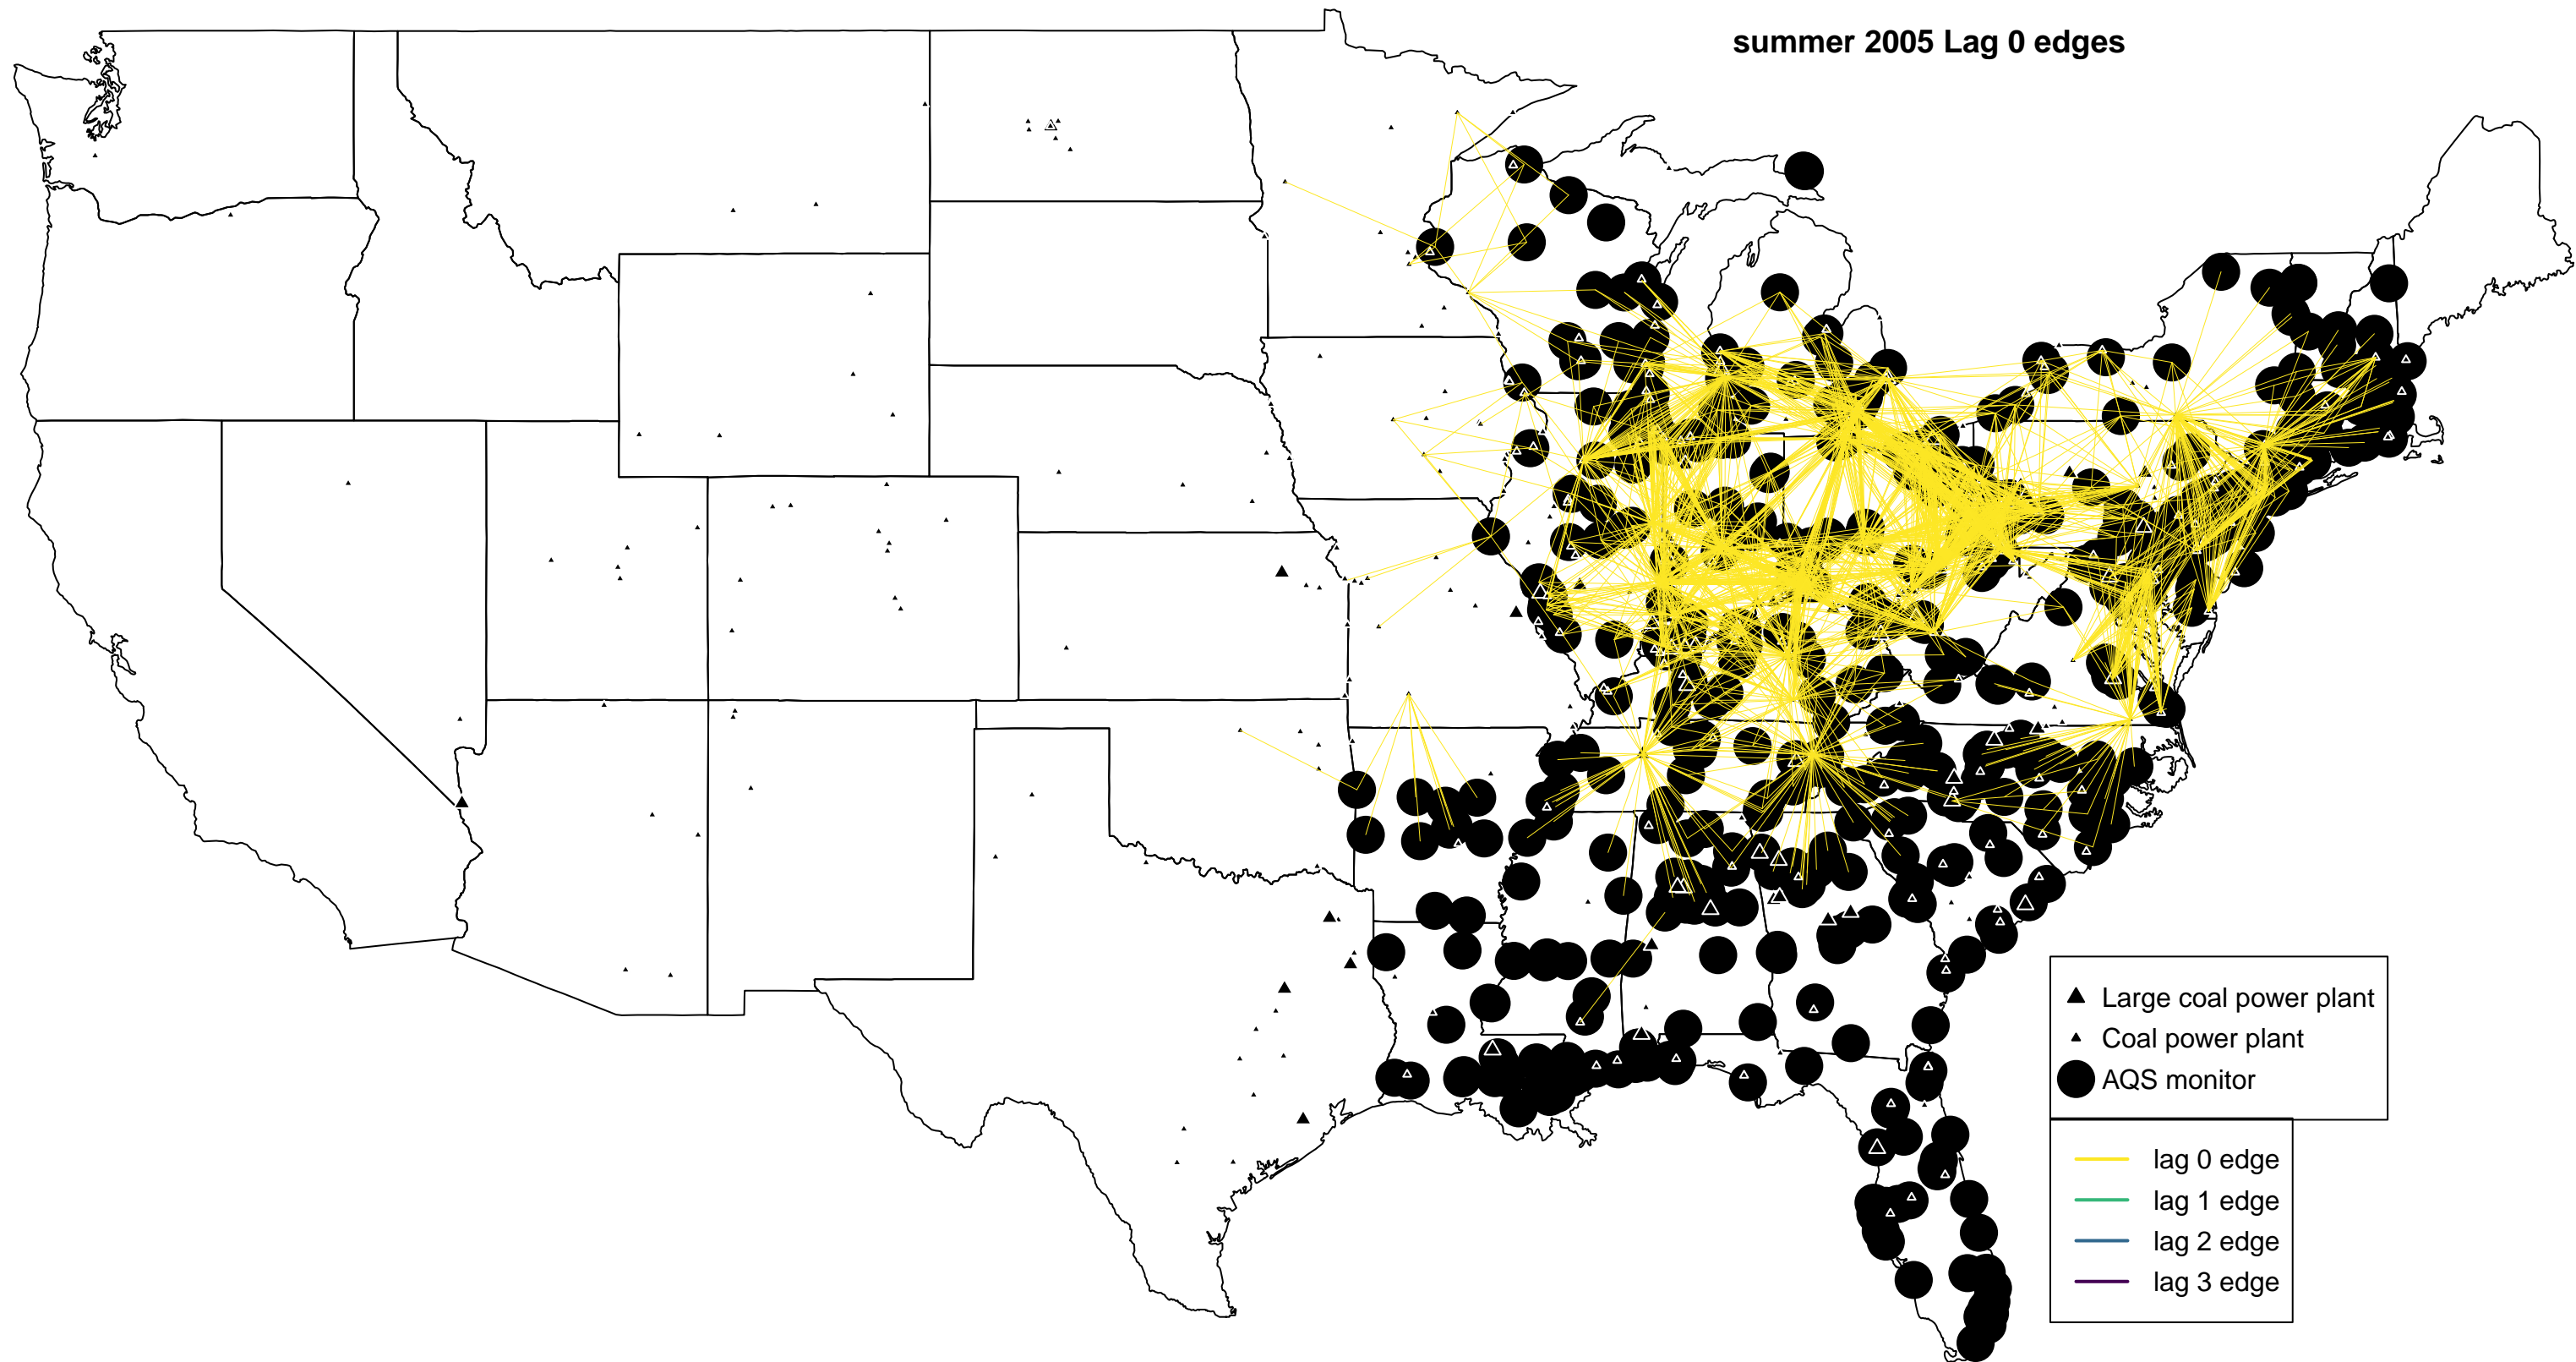 summer 2005 Lag 0 edges
Large coal power plant
Coal power plant
AQS monitor
lag 0 edge
lag 1 edge
lag 2 edge
lag 3 edge